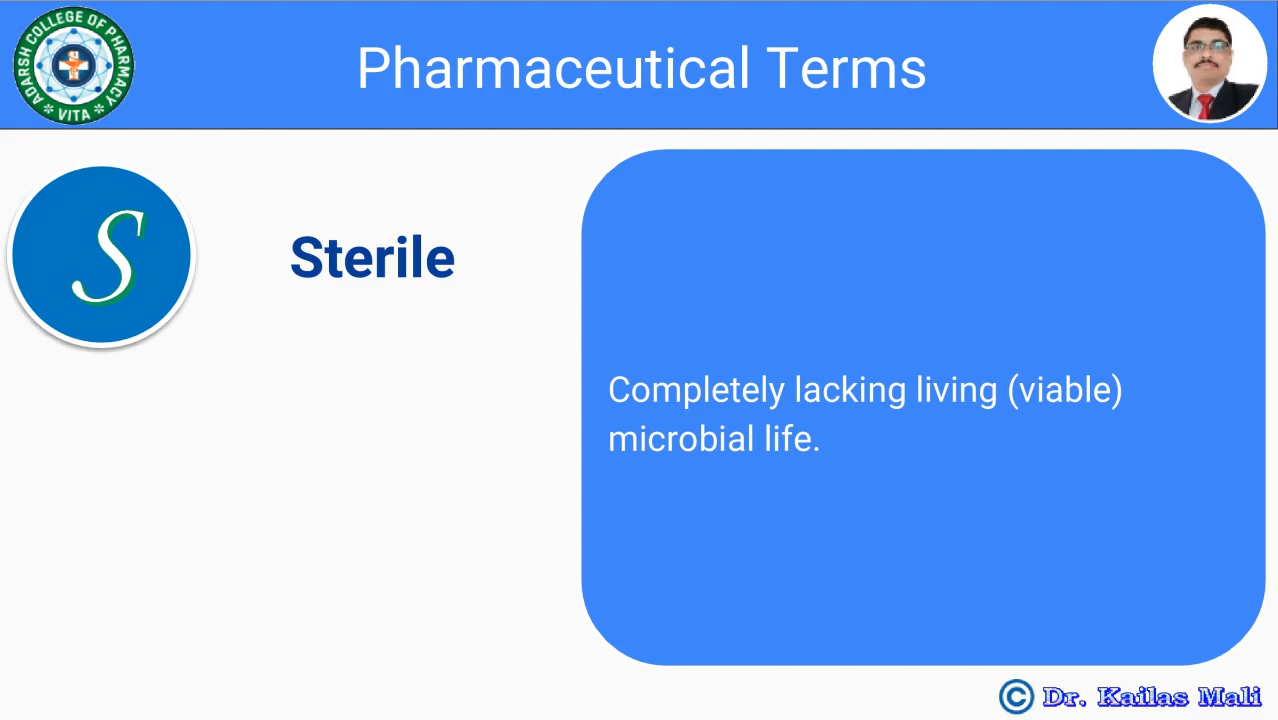 ADARSH COLLEGE OF PHARMACY
VITA
Pharmaceutical Terms
S
Sterile
Completely lacking living (viable)
microbial life.
© Dr. Kailas Mali